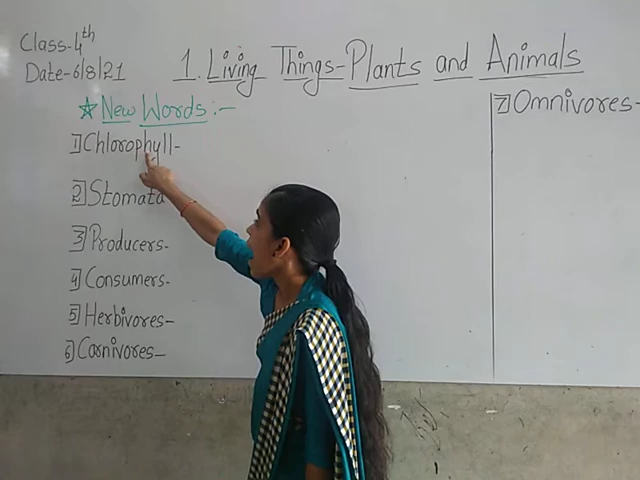 Class-4th
Date-6/8/21
1. Living Things-Plants and Animals
☆ New Words:-
1] Chlorophyll-
2] Stomata
3] Producers-
4] Consumers-
5] Herbivores-
6] Carnivores-
7] Omnivores-